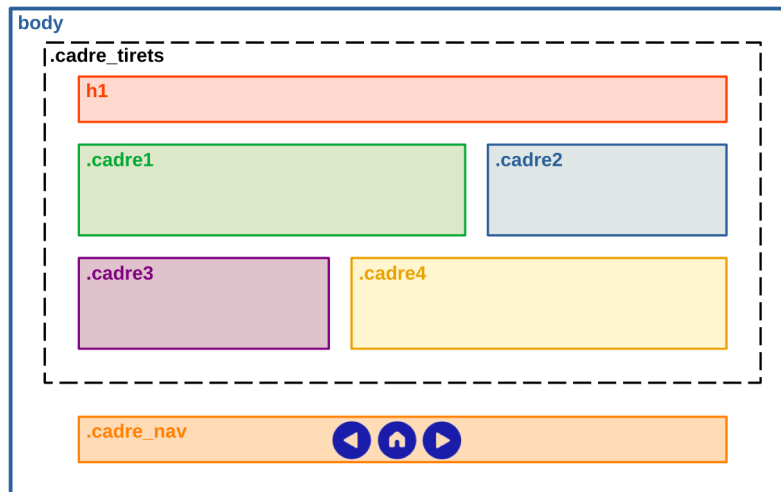 body
.cadre_tirets
h1
.cadre1
.cadre2
.cadre3
.cadre4
.cadre_nav